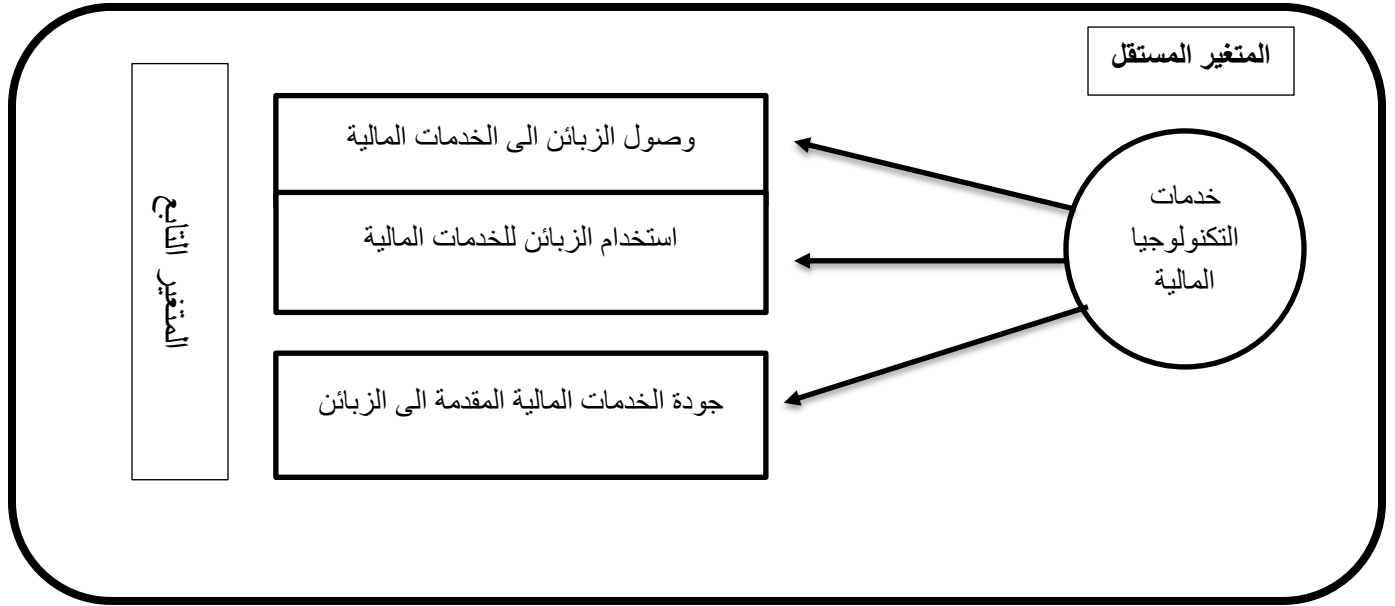 المتغير المستقل
خدمات
التكنولوجيا
المالية
وصول الزبائن الى الخدمات المالية
استخدام الزبائن للخدمات المالية
جودة الخدمات المالية المقدمة الى الزبائن
المتغير التابع